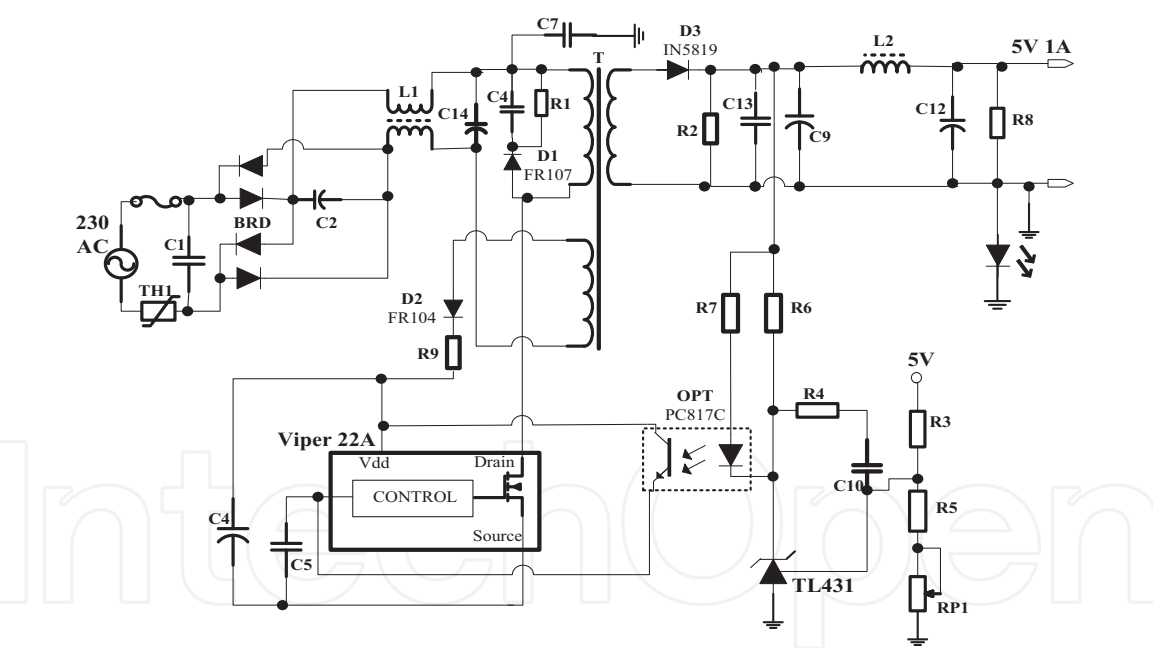 C7
D3
IN5819
T
L2
5V 1A
L1
C14
C4
R1
D1
FR107
R2
C13
C9
C12
R8
230
AC
C1
BRD
C2
TH1
D2
FR104
R9
R7
R6
5V
OPT
PC817C
R4
R3
Viper 22A
Vdd
Drain
CONTROL
Source
C10
R5
C4
C5
TL431
RP1
IntechOpen